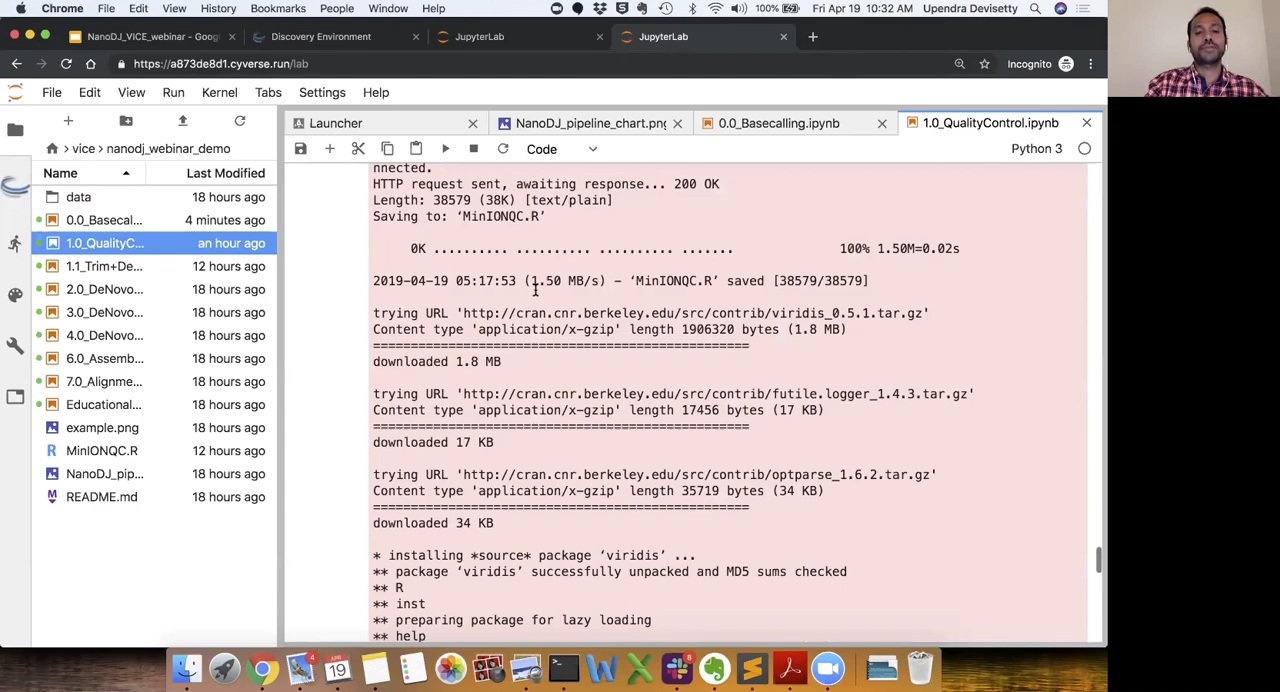 Chrome File Edit View History Bookmarks People Window Help 100% Fri Apr 19 10:32 AM Upendra Devisetty
NanoDJ_VICE_webinar - Goog Discovery Environment JupyterLab JupyterLab
https://a873de8d1.cyverse.run/lab Incognito
File Edit View Run Kernel Tabs Settings Help
Launcher NanoDJ_pipeline_chart.png 0.0_Basecalling.ipynb 1.0_QualityControl.ipynb
vice nanodj_webinar_demo
Code Python 3
Name Last Modified
data 18 hours ago
0.0_Basecal... 4 minutes ago
1.0_QualityC... an hour ago
1.1_Trim+De... 12 hours ago
2.0_DeNovo... 18 hours ago
3.0_DeNovo... 18 hours ago
4.0_DeNovo... 18 hours ago
6.0_Assemb... 18 hours ago
7.0_Alignme... 18 hours ago
Educational... 18 hours ago
example.png 18 hours ago
MinIONQC.R 12 hours ago
NanoDJ_pip... 18 hours ago
README.md 18 hours ago
nnected.
HTTP request sent, awaiting response... 200 OK
Length: 38579 (38K) [text/plain]
Saving to: ‘MinIONQC.R’
0K .......... .......... .......... ....... 100% 1.50M=0.02s
2019-04-19 05:17:53 (1.50 MB/s) - ‘MinIONQC.R’ saved [38579/38579]
trying URL 'http://cran.cnr.berkeley.edu/src/contrib/viridis_0.5.1.tar.gz'
Content type 'application/x-gzip' length 1906320 bytes (1.8 MB)
==================================================
downloaded 1.8 MB
trying URL 'http://cran.cnr.berkeley.edu/src/contrib/futile.logger_1.4.3.tar.gz'
Content type 'application/x-gzip' length 17456 bytes (17 KB)
==================================================
downloaded 17 KB
trying URL 'http://cran.cnr.berkeley.edu/src/contrib/optparse_1.6.2.tar.gz'
Content type 'application/x-gzip' length 35719 bytes (34 KB)
==================================================
downloaded 34 KB
* installing *source* package ‘viridis’ ...
** package ‘viridis’ successfully unpacked and MD5 sums checked
** R
** inst
** preparing package for lazy loading
** help
4
APR
19
8